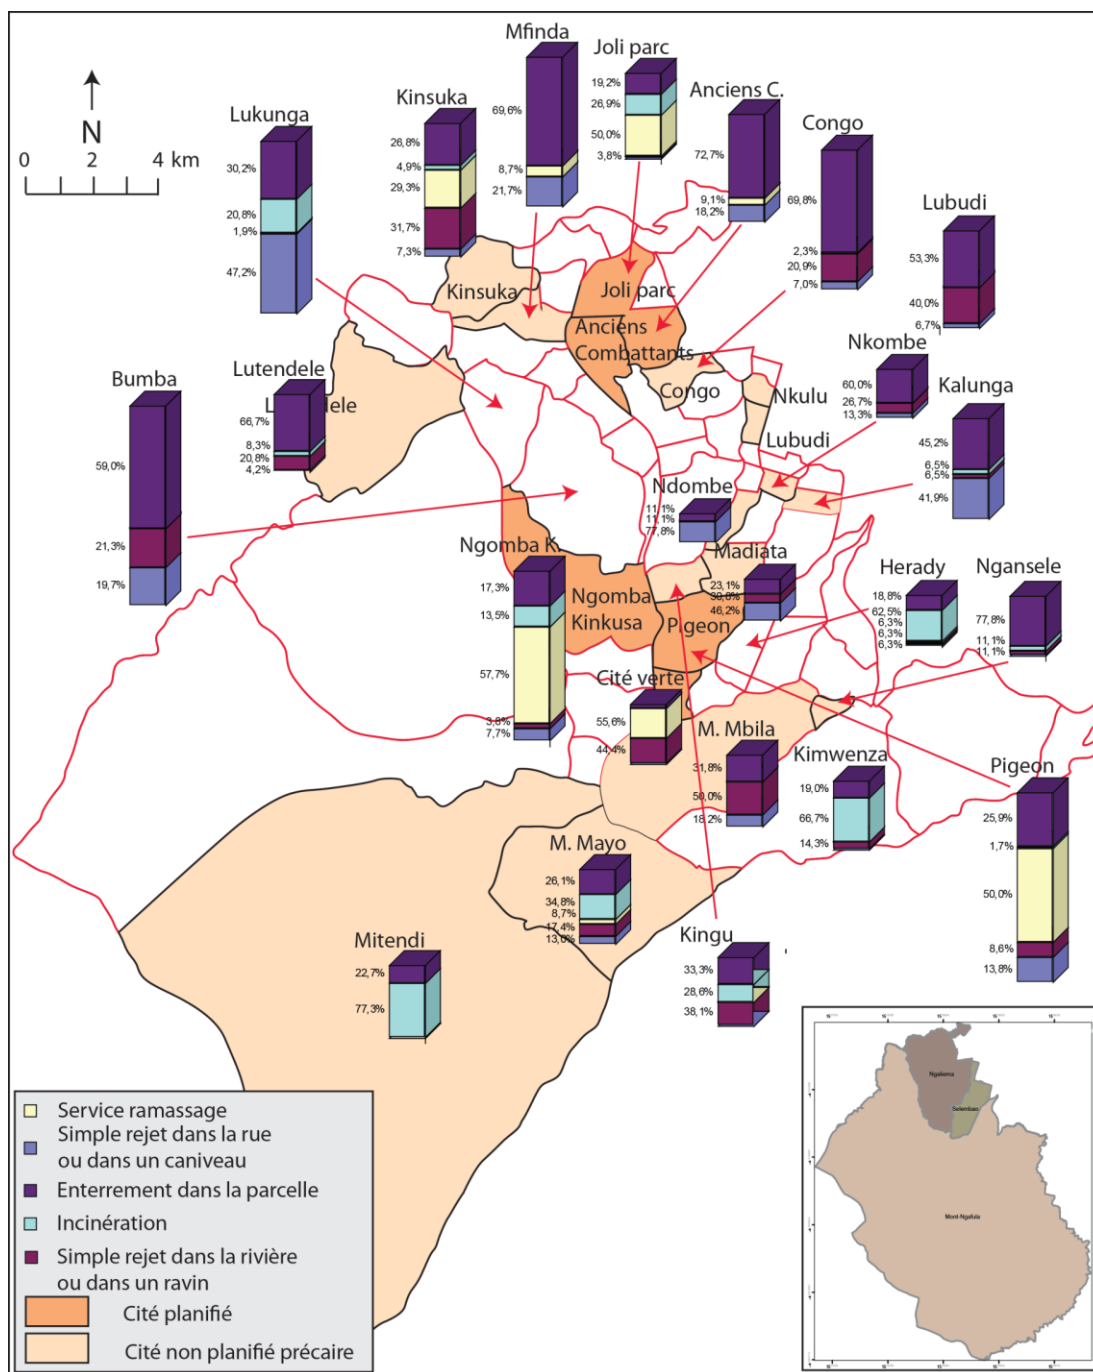 Mfinda
69,6%
8,7%
21,7%
Joli parc
19,2%
26,9%
50,0%
3,8%
Anciens C.
72,7%
9,1%
18,2%
Kinsuka
26,8%
4,9%
29,3%
31,7%
7,3%
Lukunga
30,2%
20,8%
1,9%
47,2%
N
0 2 4 km
Congo
69,8%
2,3%
20,9%
7,0%
Lubudi
53,3%
40,0%
6,7%
Kinsuka
Joli parc
Anciens
Combattants
Congo
Nkulu
Lubudi
Nkombe
60,0%
26,7%
13,3%
Kalunga
45,2%
6,5%
6,5%
41,9%
Bumba
59,0%
21,3%
19,7%
Lutendele
66,7%
8,3%
20,8%
4,2%
Ndombe
11,1%
11,1%
77,8%
Ngomba K.
17,3%
13,5%
57,7%
3,8%
7,7%
Ngomba
Kinkusa
Pigeon
Madiata
23,1%
30,8%
46,2%
Herady
18,8%
62,5%
6,3%
6,3%
6,3%
Ngansele
77,8%
11,1%
11,1%
Cité verte
55,6%
44,4%
M. Mbila
31,8%
50,0%
18,2%
Kimwenza
19,0%
66,7%
14,3%
Pigeon
25,9%
1,7%
50,0%
8,6%
13,8%
M. Mayo
26,1%
34,8%
8,7%
17,4%
13,0%
Mitendi
22,7%
77,3%
Kingu
33,3%
28,6%
38,1%
Service ramassage
Simple rejet dans la rue
ou dans un caniveau
Enterrement dans la parcelle
Incinération
Simple rejet dans la rivière
ou dans un ravin
Cité planifié
Cité non planifié précaire
Ngaliema
Selembao
Mont-Ngafula